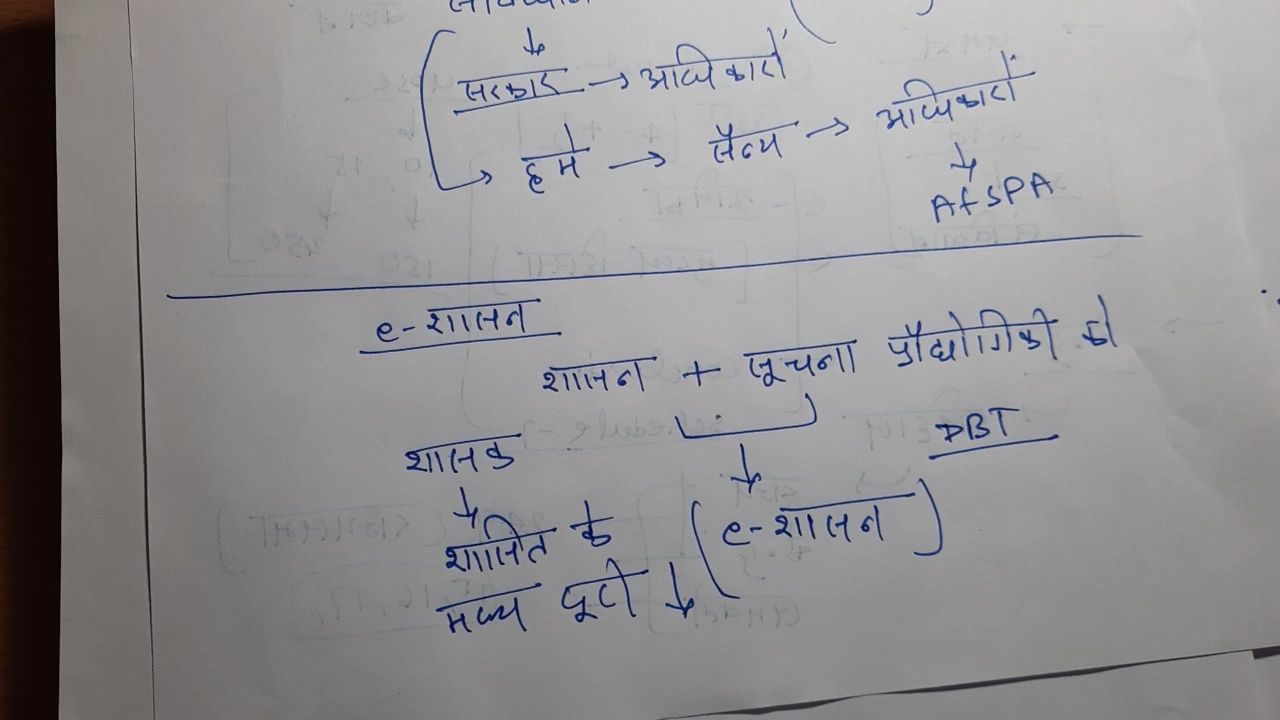 सरकार → अधिकारों
↳ हमे → सैन्य → अधिकारों
↓
AFSPA
e-शासन
शासन + सूचना प्रौद्योगिकी को
शासक
↓
DBT
शासित के
(e-शासन)
मध्य दूरी ↓